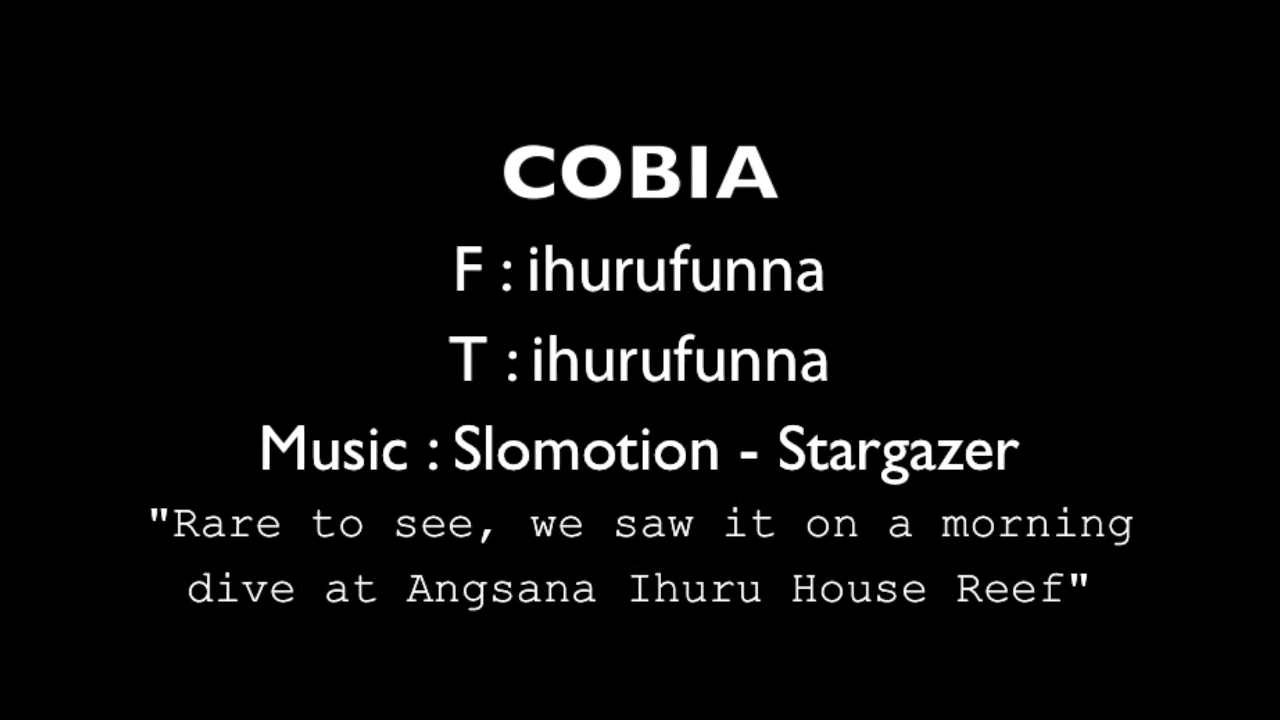 COBIA
F : ihurufunna
T : ihurufunna
Music : Slomotion - Stargazer
"Rare to see, we saw it on a morning
dive at Angsana Ihuru House Reef"